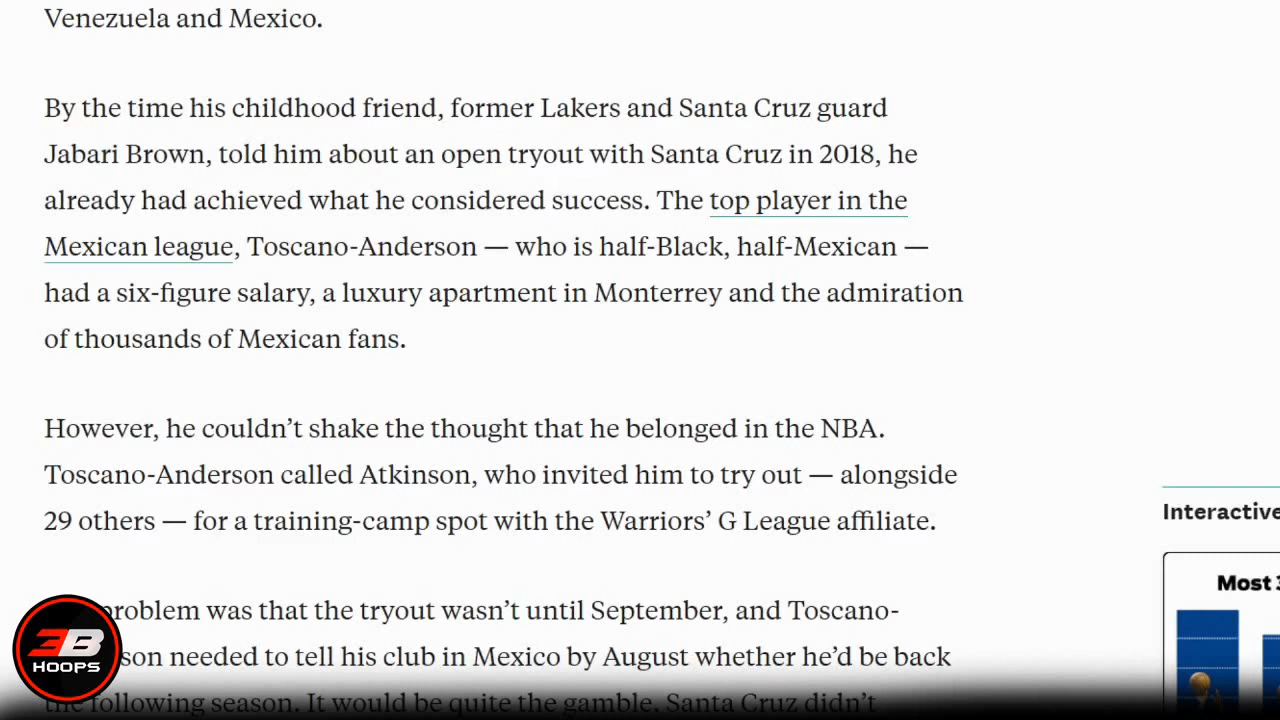 Venezuela and Mexico.
By the time his childhood friend, former Lakers and Santa Cruz guard
Jabari Brown, told him about an open tryout with Santa Cruz in 2018, he
already had achieved what he considered success. The top player in the
Mexican league, Toscano-Anderson — who is half-Black, half-Mexican —
had a six-figure salary, a luxury apartment in Monterrey and the admiration
of thousands of Mexican fans.
However, he couldn’t shake the thought that he belonged in the NBA.
Toscano-Anderson called Atkinson, who invited him to try out — alongside
29 others — for a training-camp spot with the Warriors’ G League affiliate.
Interactive
Most
problem was that the tryout wasn’t until September, and Toscano-
son needed to tell his club in Mexico by August whether he’d be back
the following season. It would be quite the gamble. Santa Cruz didn’t
3B
HOOPS